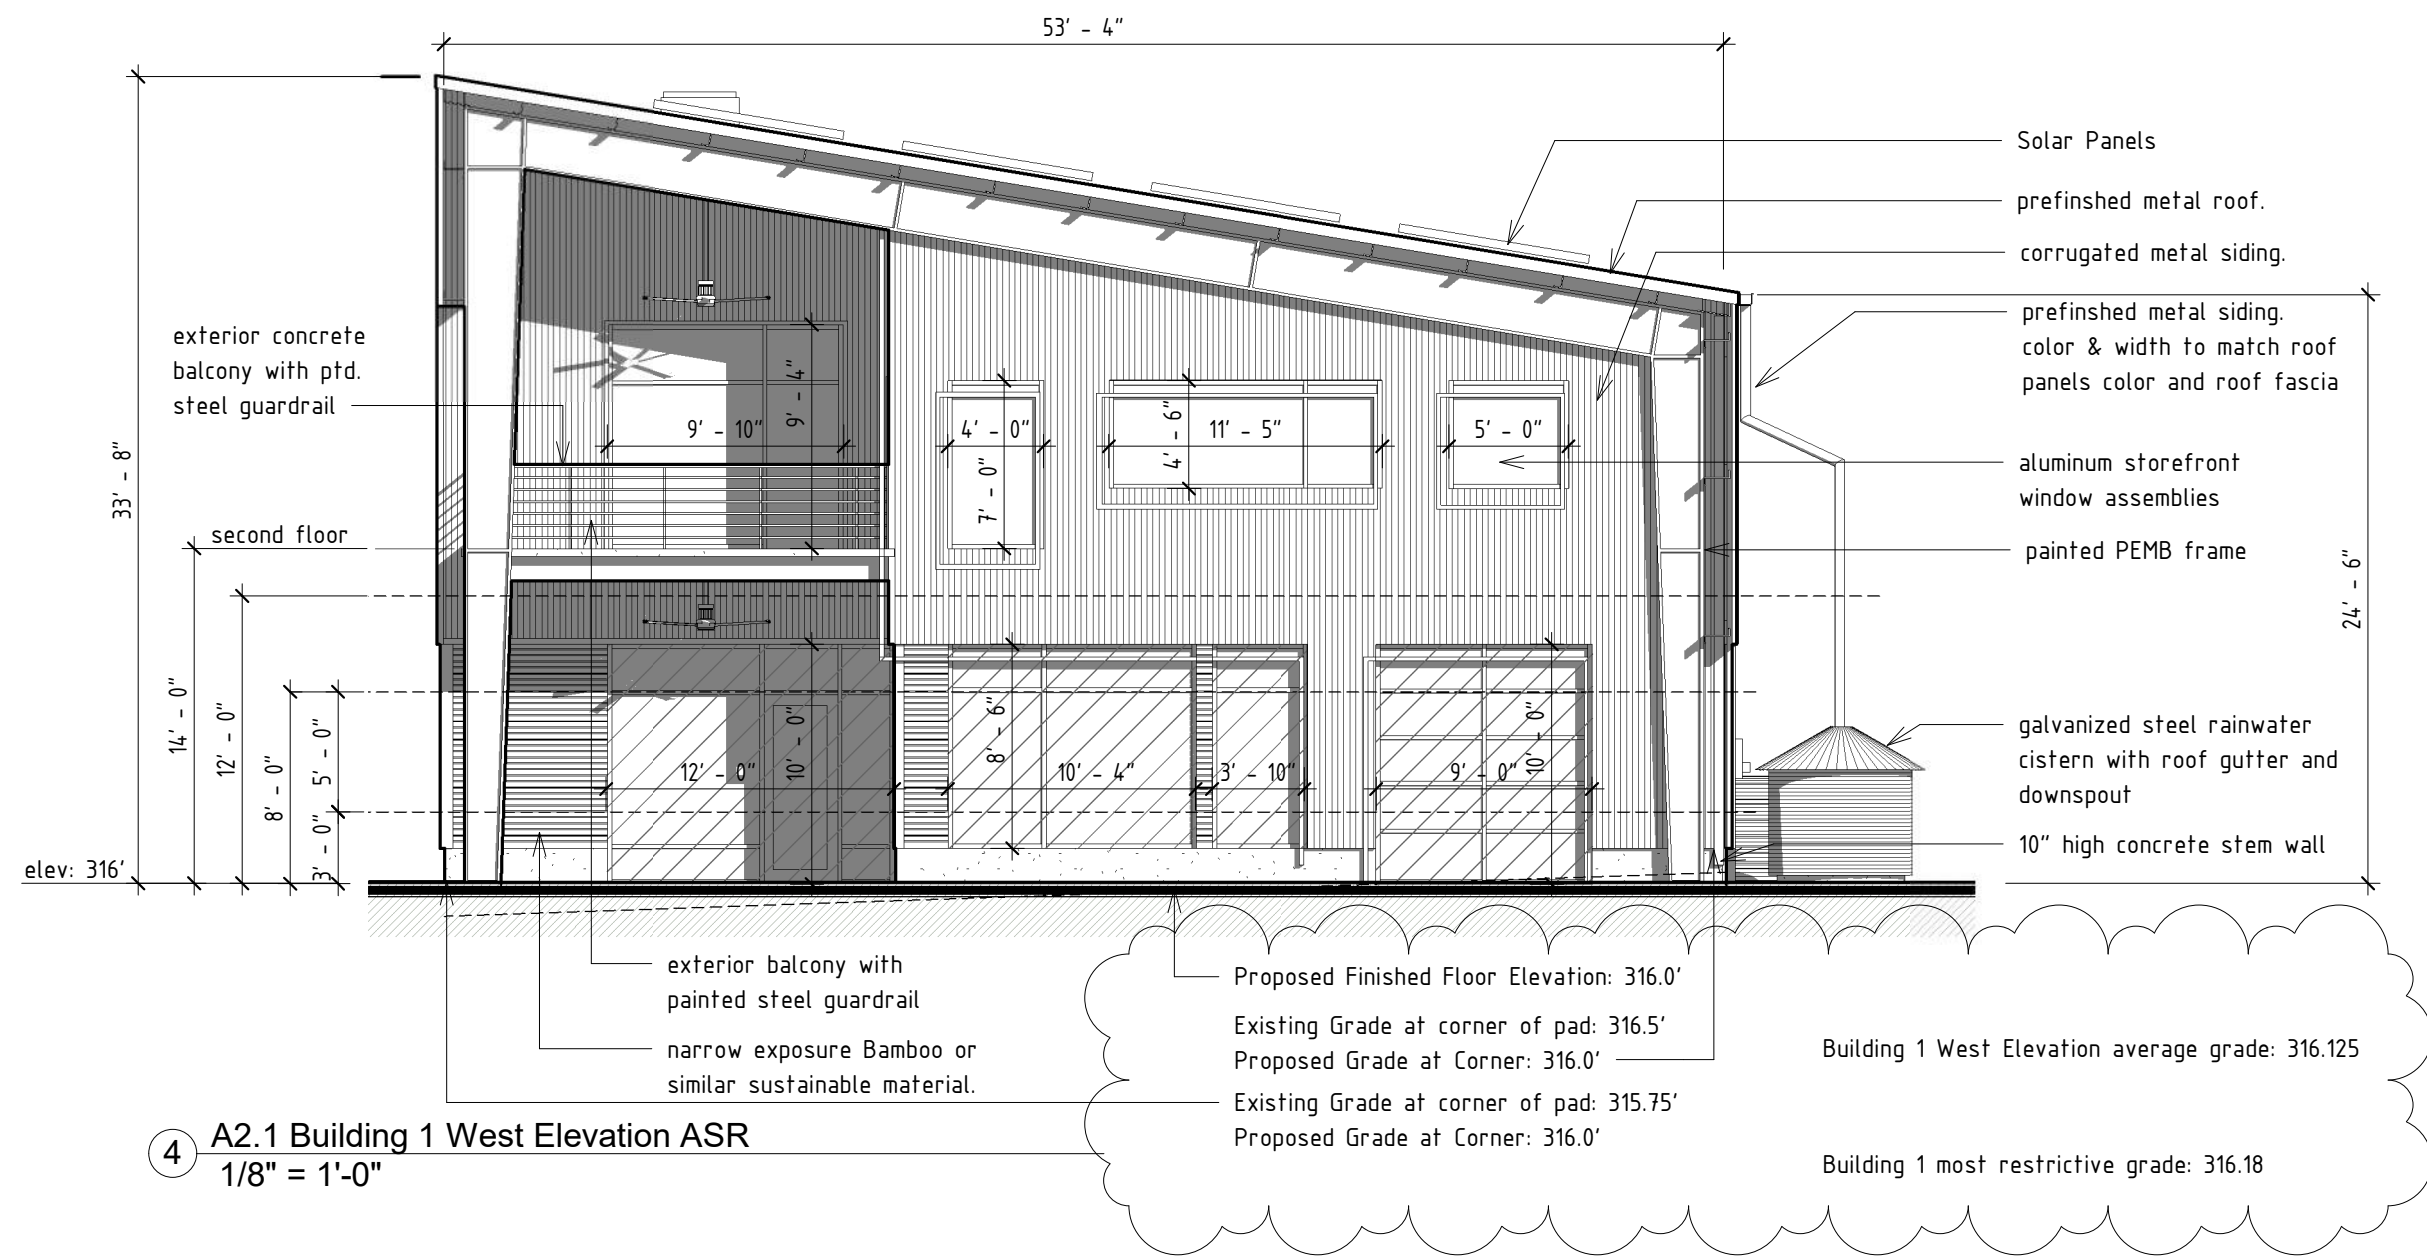 53' - 4"
Solar Panels
prefinshed metal roof.
corrugated metal siding.
prefinshed metal siding.
color & width to match roof
panels color and roof fascia
exterior concrete
balcony with ptd.
steel guardrail
9' - 4"
9' - 10"
4' - 0"
7' - 0"
4' - 6"
11' - 5"
5' - 0"
33' - 8"
aluminum storefront
window assemblies
second floor
painted PEMB frame
24' - 6"
14' - 0"
12' - 0"
8' - 0"
5' - 0"
3' - 0"
12' - 0"
10' - 0"
8' - 6"
10' - 4"
3' - 10"
9' - 0"
10' - 0"
galvanized steel rainwater
cistern with roof gutter and
downspout
10" high concrete stem wall
elev: 316'
exterior balcony with
painted steel guardrail
narrow exposure Bamboo or
similar sustainable material.
Proposed Finished Floor Elevation: 316.0'
Existing Grade at corner of pad: 316.5'
Proposed Grade at Corner: 316.0'
Existing Grade at corner of pad: 315.75'
Proposed Grade at Corner: 316.0'
Building 1 West Elevation average grade: 316.125
Building 1 most restrictive grade: 316.18
4
A2.1 Building 1 West Elevation ASR
1/8" = 1'-0"